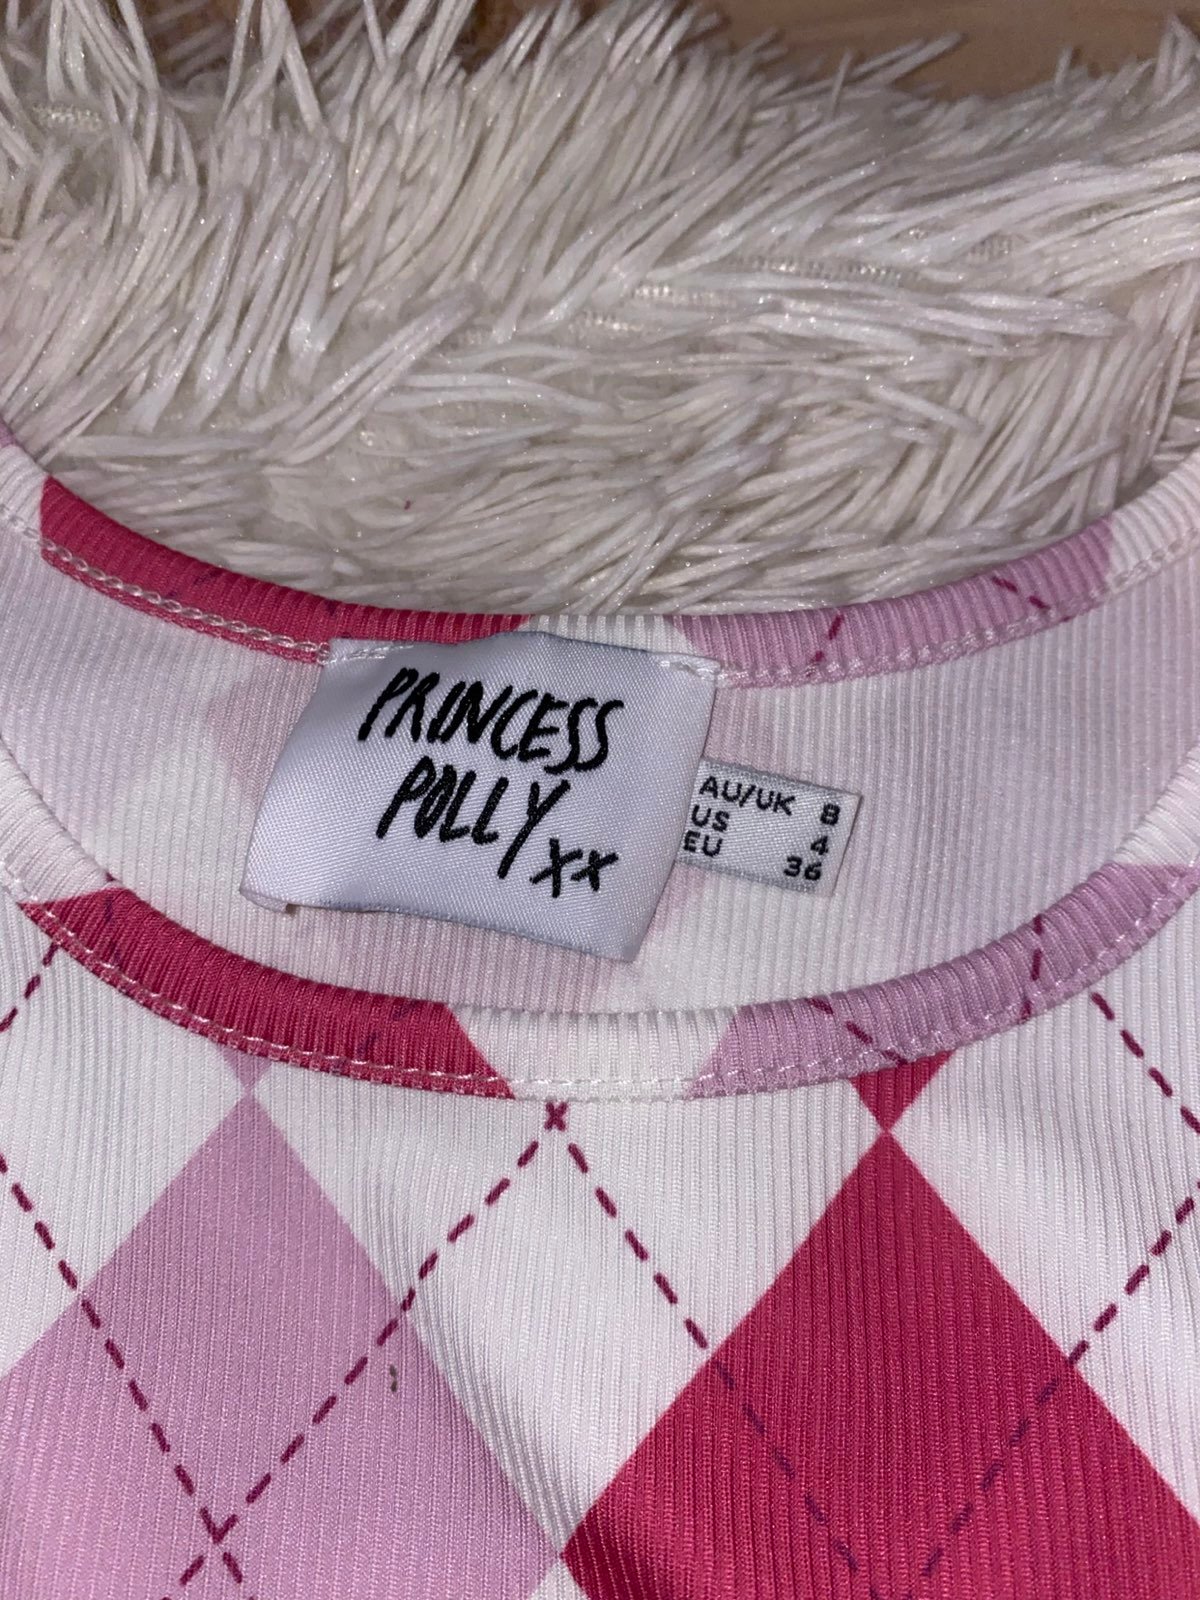 PRINCESS
POLLY xx
AU/UK 8
US 4
EU 36